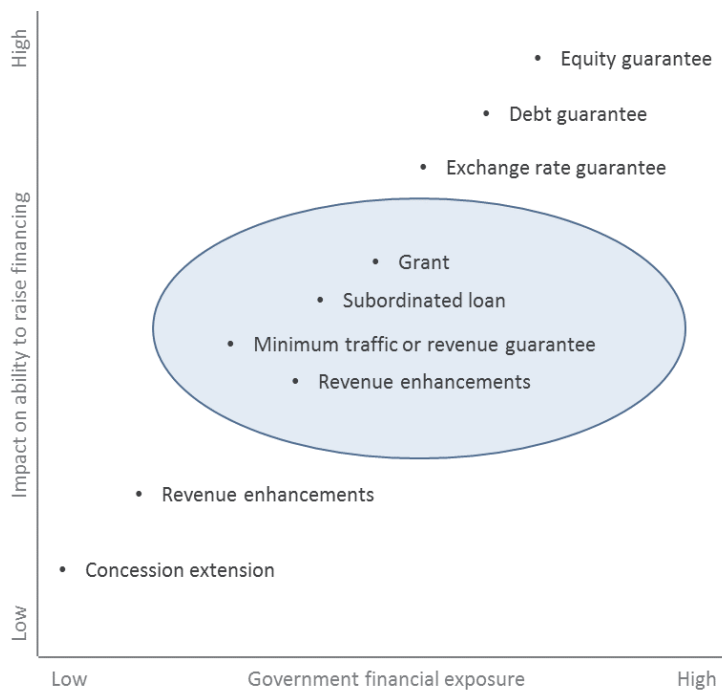 High
Impact on ability to raise financing
Low
• Equity guarantee
• Debt guarantee
• Exchange rate guarantee
• Grant
• Subordinated loan
• Minimum traffic or revenue guarantee
• Revenue enhancements
• Revenue enhancements
• Concession extension
Low Government financial exposure High